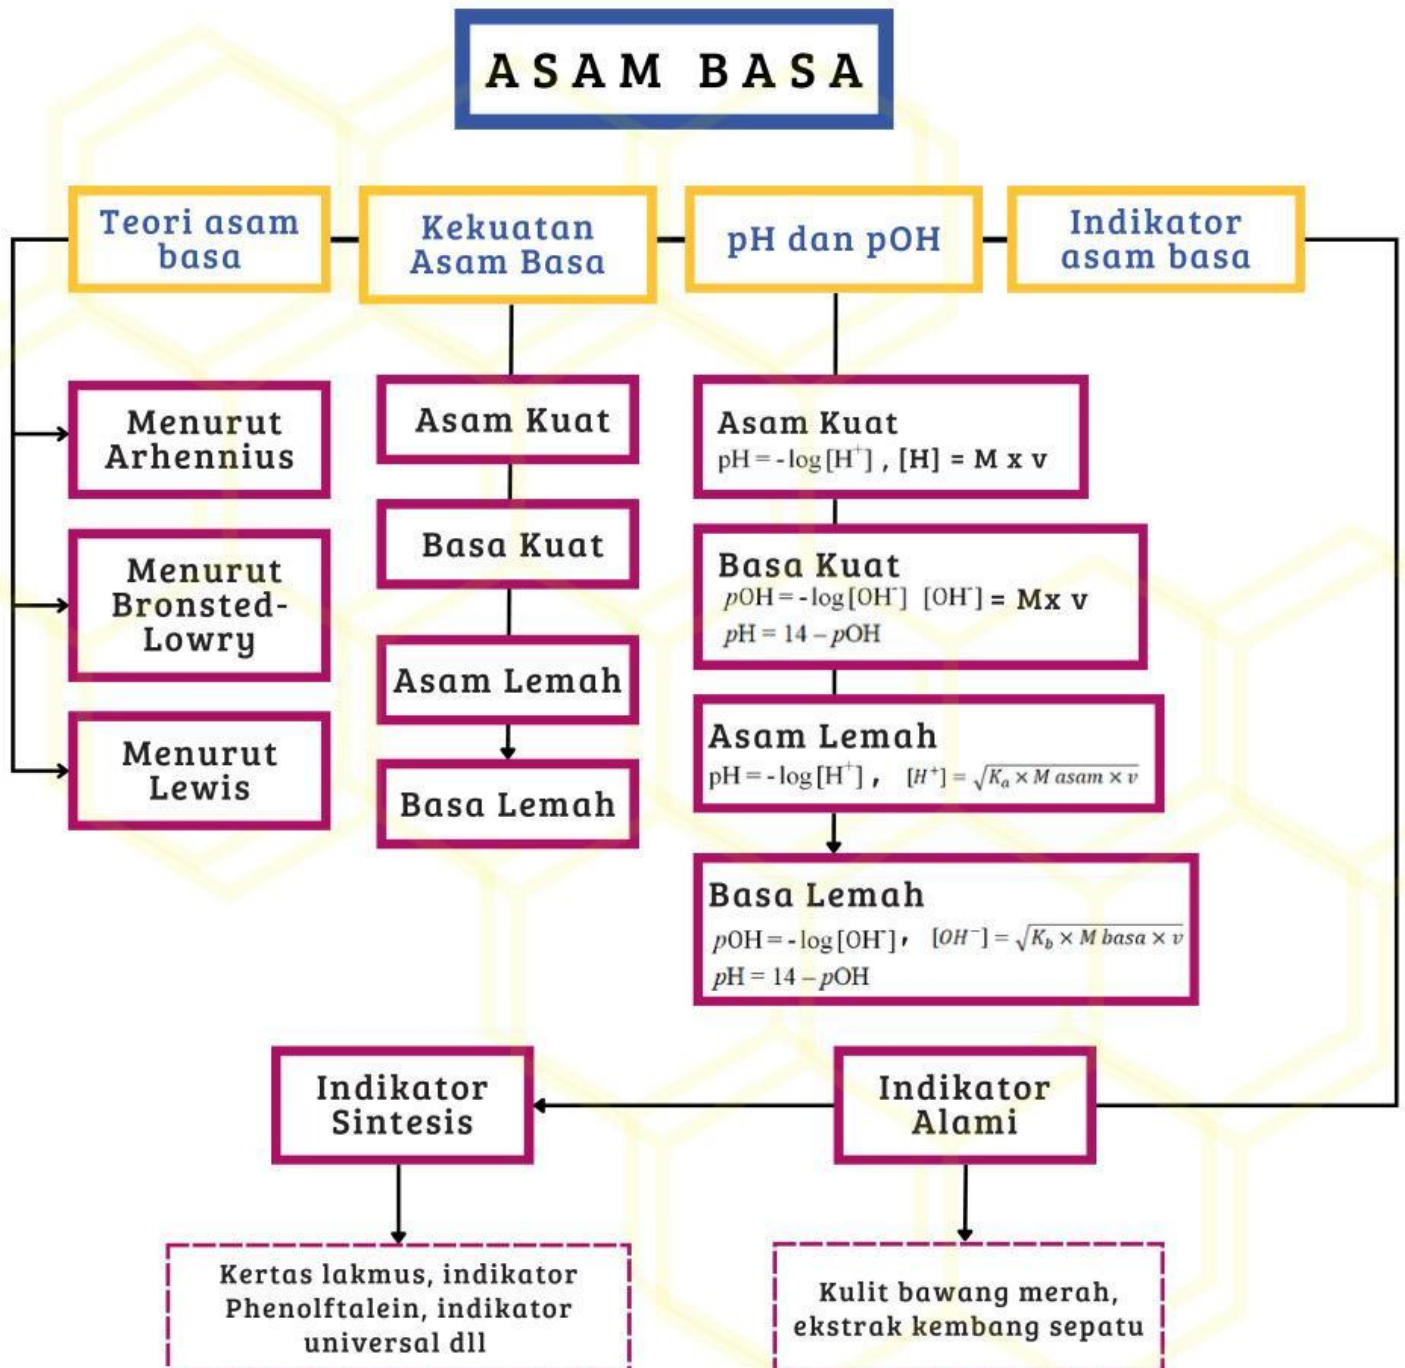 ASAM BASA
Teori asam
basa
Kekuatan
Asam Basa
pH dan pOH
Indikator
asam basa
Menurut
Arhennius
Menurut
Bronsted-
Lowry
Menurut
Lewis
Asam Kuat
Basa Kuat
Asam Lemah
Basa Lemah
Asam Kuat
pH = - log [H⁺] , [H] = M x v
Basa Kuat
pOH = - log [OH⁻] [OH⁻] = Mx v
pH = 14 – pOH
Asam Lemah
pH = - log [H⁺] , [H⁺] = √(Kₐ × M asam × v)
Basa Lemah
pOH = - log [OH⁻] , [OH⁻] = √(K_b × M basa × v)
pH = 14 – pOH
Indikator
Sintesis
Indikator
Alami
Kertas lakmus, indikator
Phenolftalein, indikator
universal dll
Kulit bawang merah,
ekstrak kembang sepatu